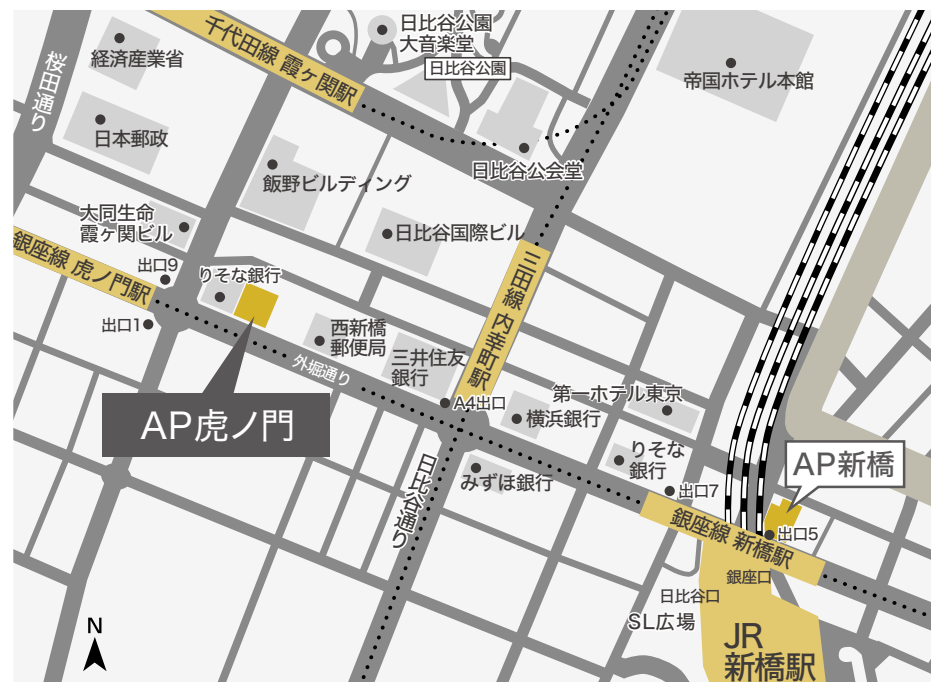 日比谷公園
大音楽堂
千代田線 霞ヶ関駅
経済産業省
日比谷公園
帝国ホテル本館
桜田通り
日本郵政
日比谷公会堂
飯野ビルディング
大同生命
霞ヶ関ビル
日比谷国際ビル
銀座線 虎ノ門駅
出口9
りそな銀行
三田線 内幸町駅
出口1
西新橋
郵便局
外堀通り
三井住友
銀行
A4出口
第一ホテル東京
横浜銀行
AP虎ノ門
りそな
銀行
AP新橋
日比谷通り
みずほ銀行
出口7
銀座線 新橋駅
出口5
銀座口
日比谷口
SL広場
JR
新橋駅
N